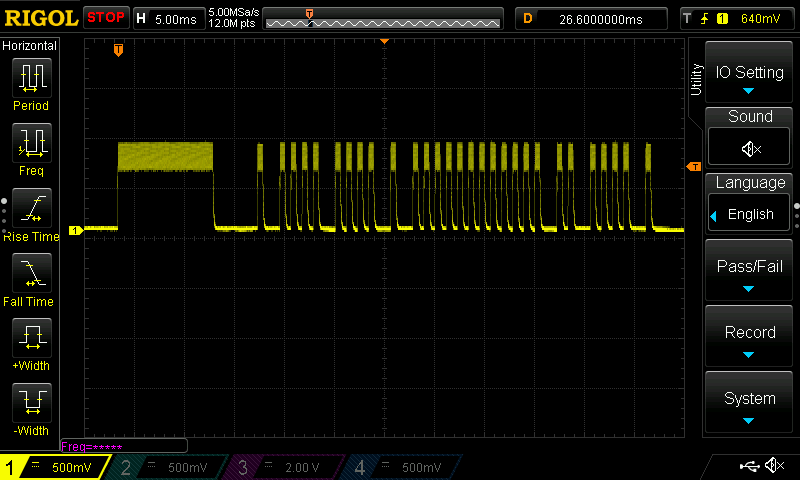 RIGOL STOP H 5.00ms 5.00MSa/s 12.0M pts D 26.6000000ms T 1 640mV
Horizontal
Period
Freq
Rise Time
Fall Time
+Width
-Width
T
T
1
Freq=*****
Utility
IO Setting
Sound
Language
English
Pass/Fail
Record
System
1 500mV 2 500mV 3 2.00 V 4 500mV